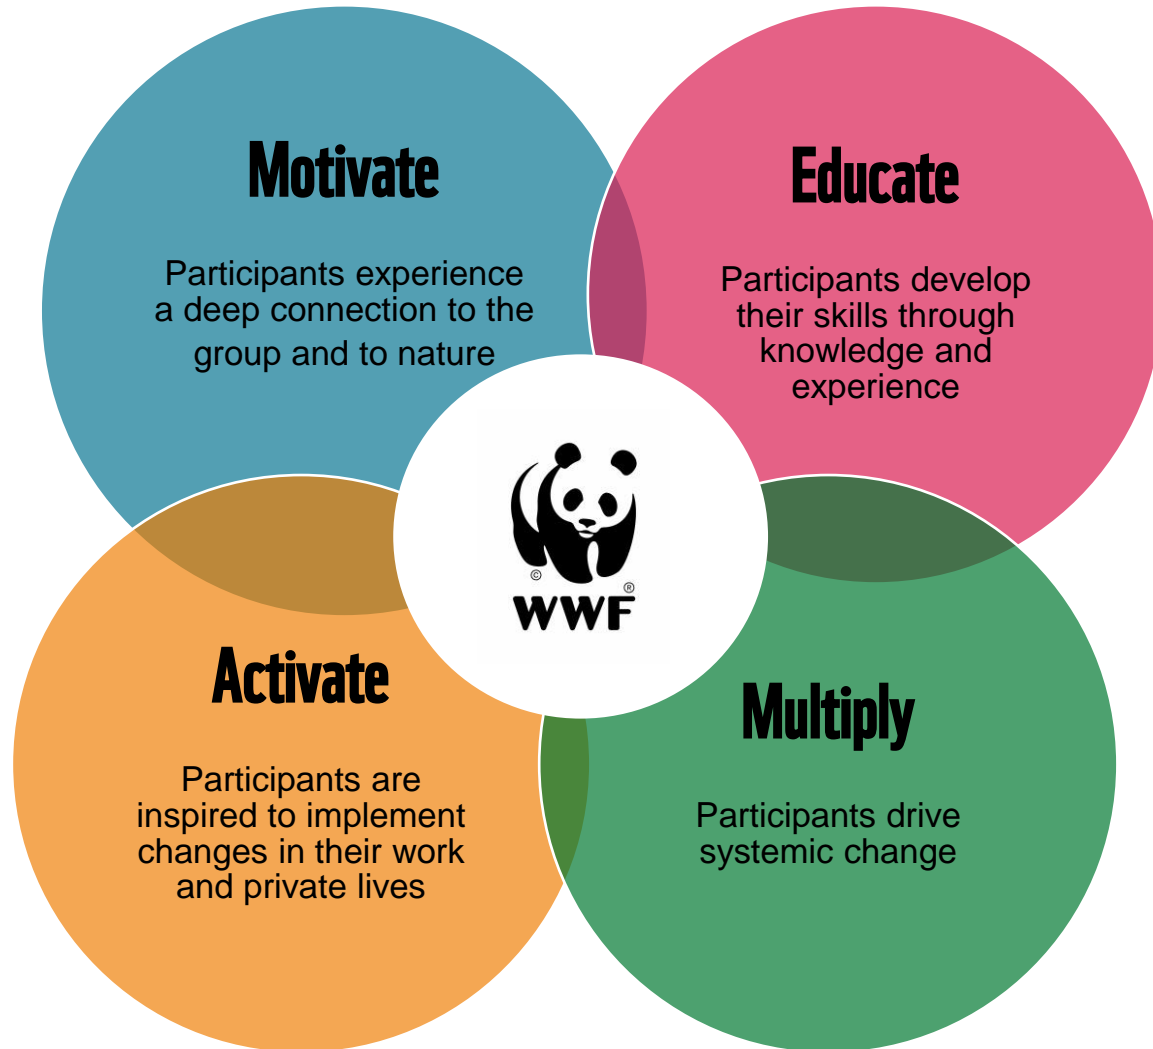 Motivate
Participants experience
a deep connection to the
group and to nature
Educate
Participants develop
their skills through
knowledge and
experience
©
®
WWF
Activate
Participants are
inspired to implement
changes in their work
and private lives
Multiply
Participants drive
systemic change